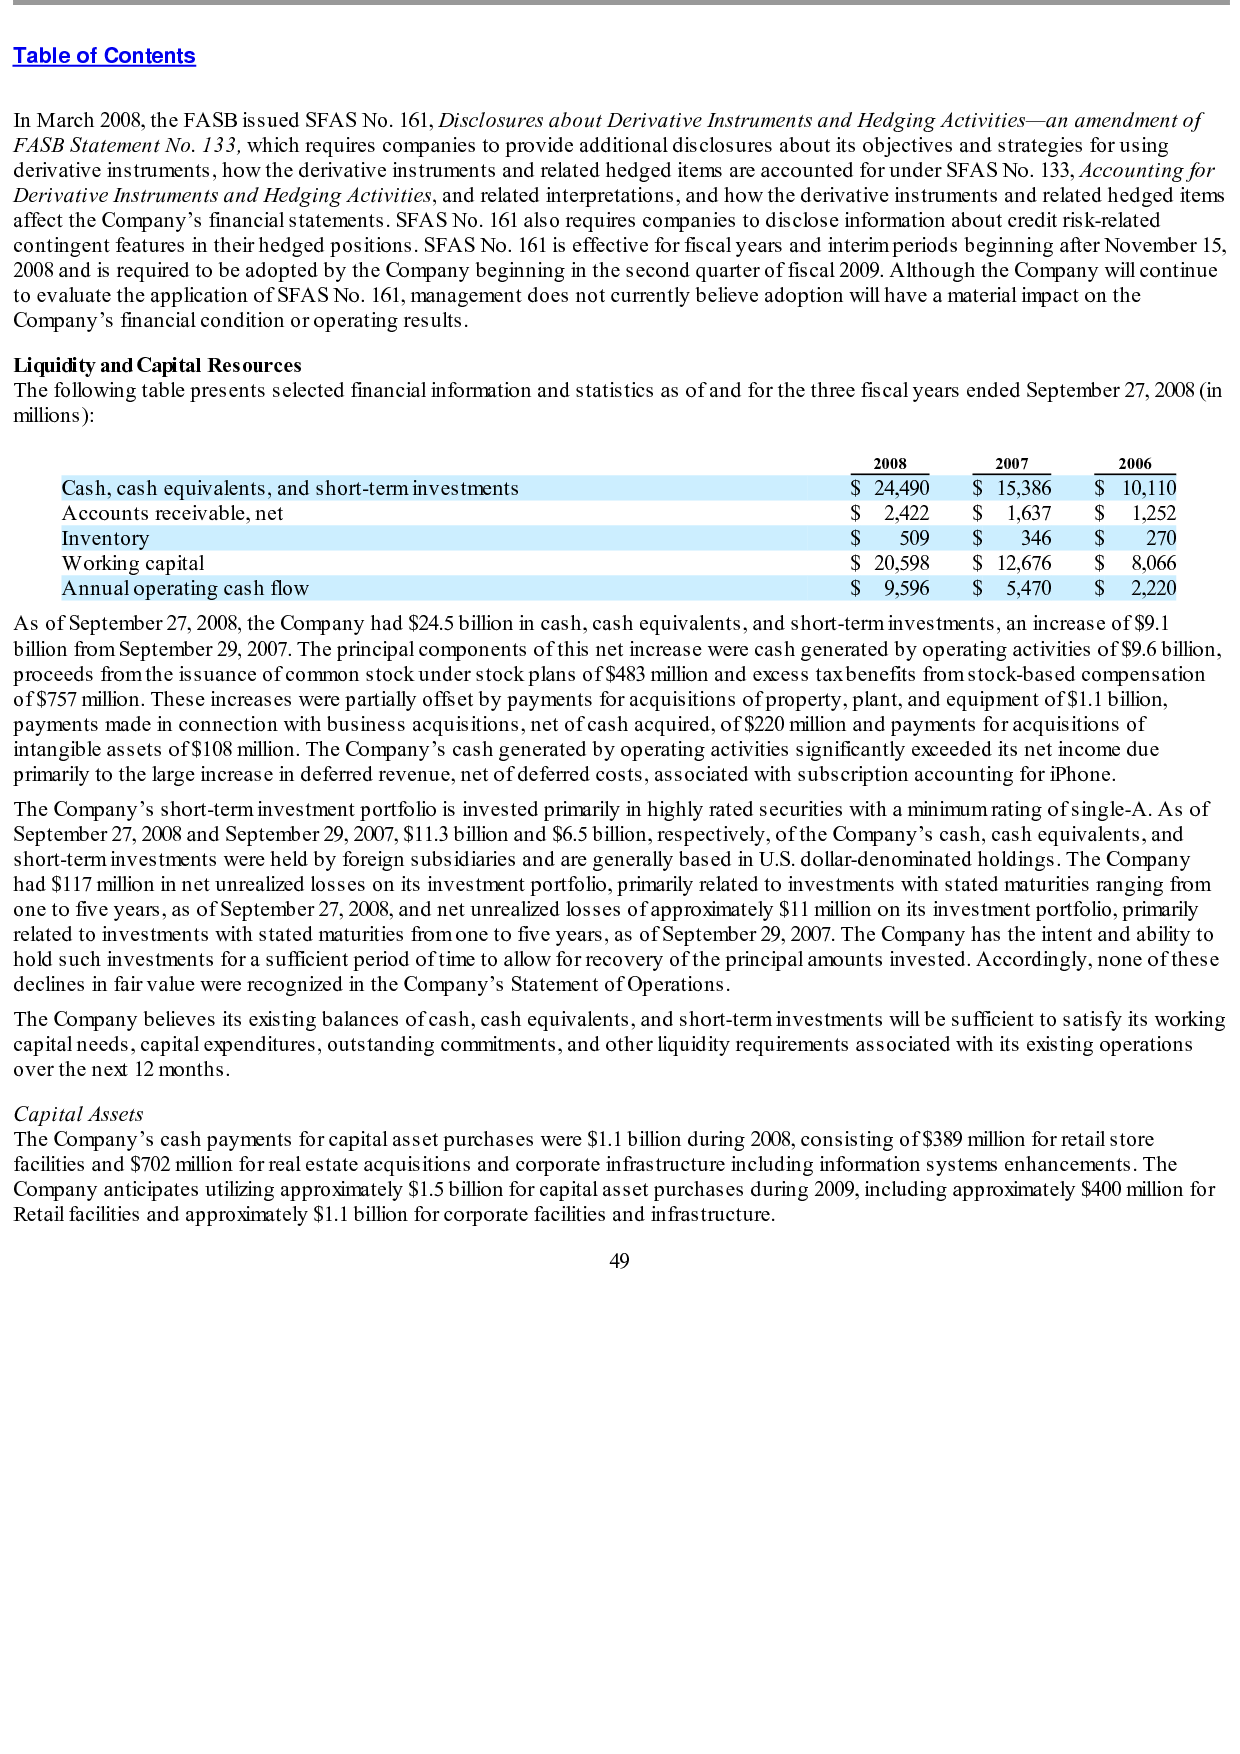 Table of Contents
In March 2008, the FASB issued SFAS No. 161, Disclosures about Derivative Instruments and Hedging Activities—an amendment of
FASB Statement No. 133, which requires companies to provide additional disclosures about its objectives and strategies for using
derivative instruments, how the derivative instruments and related hedged items are accounted for under SFAS No. 133, Accounting for
Derivative Instruments and Hedging Activities, and related interpretations, and how the derivative instruments and related hedged items
affect the Company’s financial statements. SFAS No. 161 also requires companies to disclose information about credit risk-related
contingent features in their hedged positions. SFAS No. 161 is effective for fiscal years and interim periods beginning after November 15,
2008 and is required to be adopted by the Company beginning in the second quarter of fiscal 2009. Although the Company will continue
to evaluate the application of SFAS No. 161, management does not currently believe adoption will have a material impact on the
Company’s financial condition or operating results.
Liquidity and Capital Resources
The following table presents selected financial information and statistics as of and for the three fiscal years ended September 27, 2008 (in
millions):
2008 2007 2006
Cash, cash equivalents, and short-term investments $ 24,490 $ 15,386 $ 10,110
Accounts receivable, net $ 2,422 $ 1,637 $ 1,252
Inventory $ 509 $ 346 $ 270
Working capital $ 20,598 $ 12,676 $ 8,066
Annual operating cash flow $ 9,596 $ 5,470 $ 2,220
As of September 27, 2008, the Company had $24.5 billion in cash, cash equivalents, and short-term investments, an increase of $9.1
billion from September 29, 2007. The principal components of this net increase were cash generated by operating activities of $9.6 billion,
proceeds from the issuance of common stock under stock plans of $483 million and excess tax benefits from stock-based compensation
of $757 million. These increases were partially offset by payments for acquisitions of property, plant, and equipment of $1.1 billion,
payments made in connection with business acquisitions, net of cash acquired, of $220 million and payments for acquisitions of
intangible assets of $108 million. The Company’s cash generated by operating activities significantly exceeded its net income due
primarily to the large increase in deferred revenue, net of deferred costs, associated with subscription accounting for iPhone.
The Company’s short-term investment portfolio is invested primarily in highly rated securities with a minimum rating of single-A. As of
September 27, 2008 and September 29, 2007, $11.3 billion and $6.5 billion, respectively, of the Company’s cash, cash equivalents, and
short-term investments were held by foreign subsidiaries and are generally based in U.S. dollar-denominated holdings. The Company
had $117 million in net unrealized losses on its investment portfolio, primarily related to investments with stated maturities ranging from
one to five years, as of September 27, 2008, and net unrealized losses of approximately $11 million on its investment portfolio, primarily
related to investments with stated maturities from one to five years, as of September 29, 2007. The Company has the intent and ability to
hold such investments for a sufficient period of time to allow for recovery of the principal amounts invested. Accordingly, none of these
declines in fair value were recognized in the Company’s Statement of Operations.
The Company believes its existing balances of cash, cash equivalents, and short-term investments will be sufficient to satisfy its working
capital needs, capital expenditures, outstanding commitments, and other liquidity requirements associated with its existing operations
over the next 12 months.
Capital Assets
The Company’s cash payments for capital asset purchases were $1.1 billion during 2008, consisting of $389 million for retail store
facilities and $702 million for real estate acquisitions and corporate infrastructure including information systems enhancements. The
Company anticipates utilizing approximately $1.5 billion for capital asset purchases during 2009, including approximately $400 million for
Retail facilities and approximately $1.1 billion for corporate facilities and infrastructure.
49